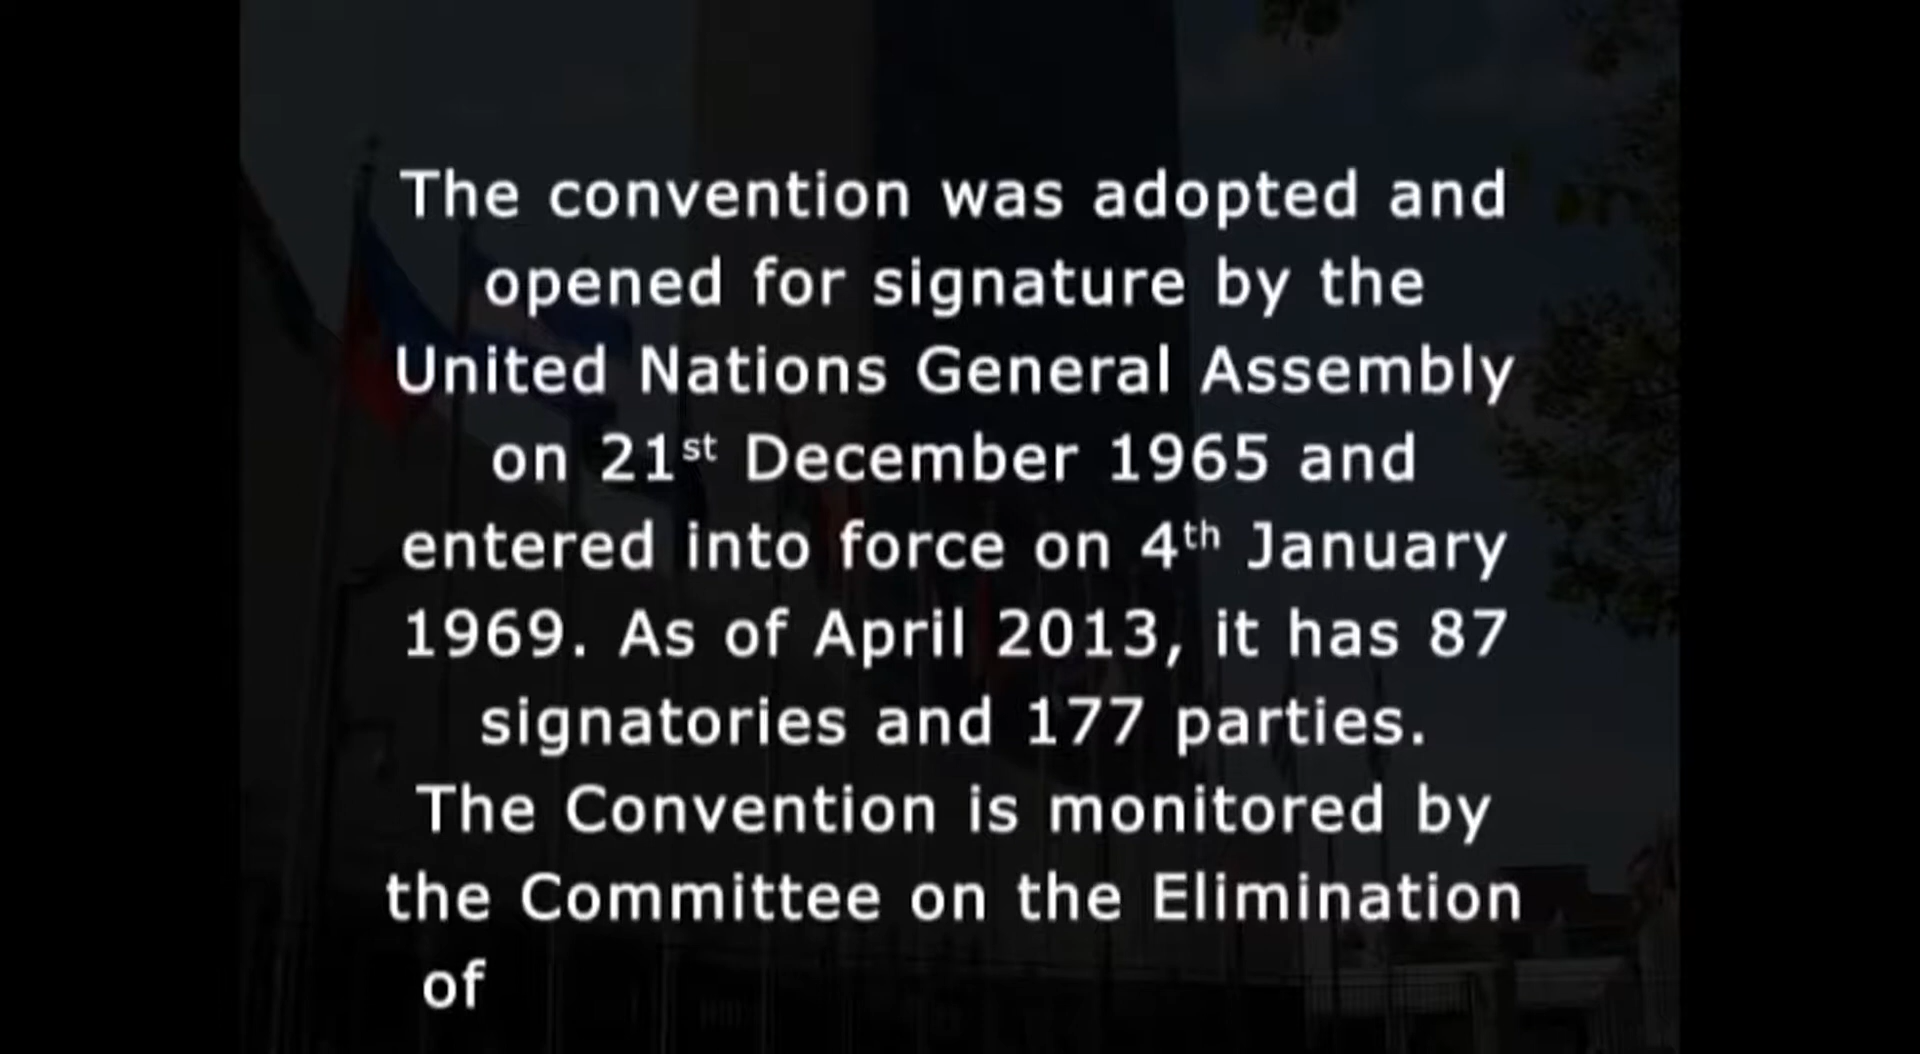 The convention was adopted and
opened for signature by the
United Nations General Assembly
on 21st December 1965 and
entered into force on 4th January
1969. As of April 2013, it has 87
signatories and 177 parties.
The Convention is monitored by
the Committee on the Elimination
of